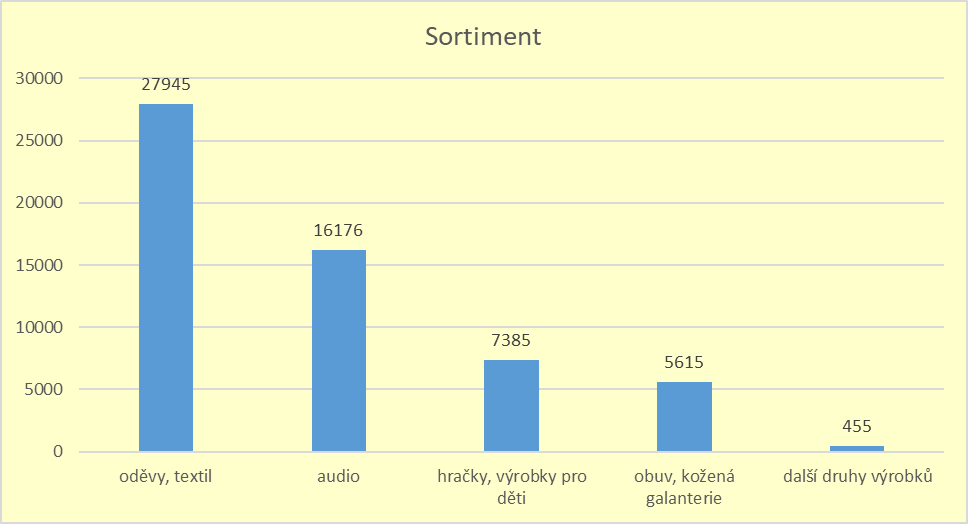 Sortiment
30000
25000
20000
15000
10000
5000
0
27945
16176
7385
5615
455
oděvy, textil
audio
hračky, výrobky pro
děti
obuv, kožená
galanterie
další druhy výrobků